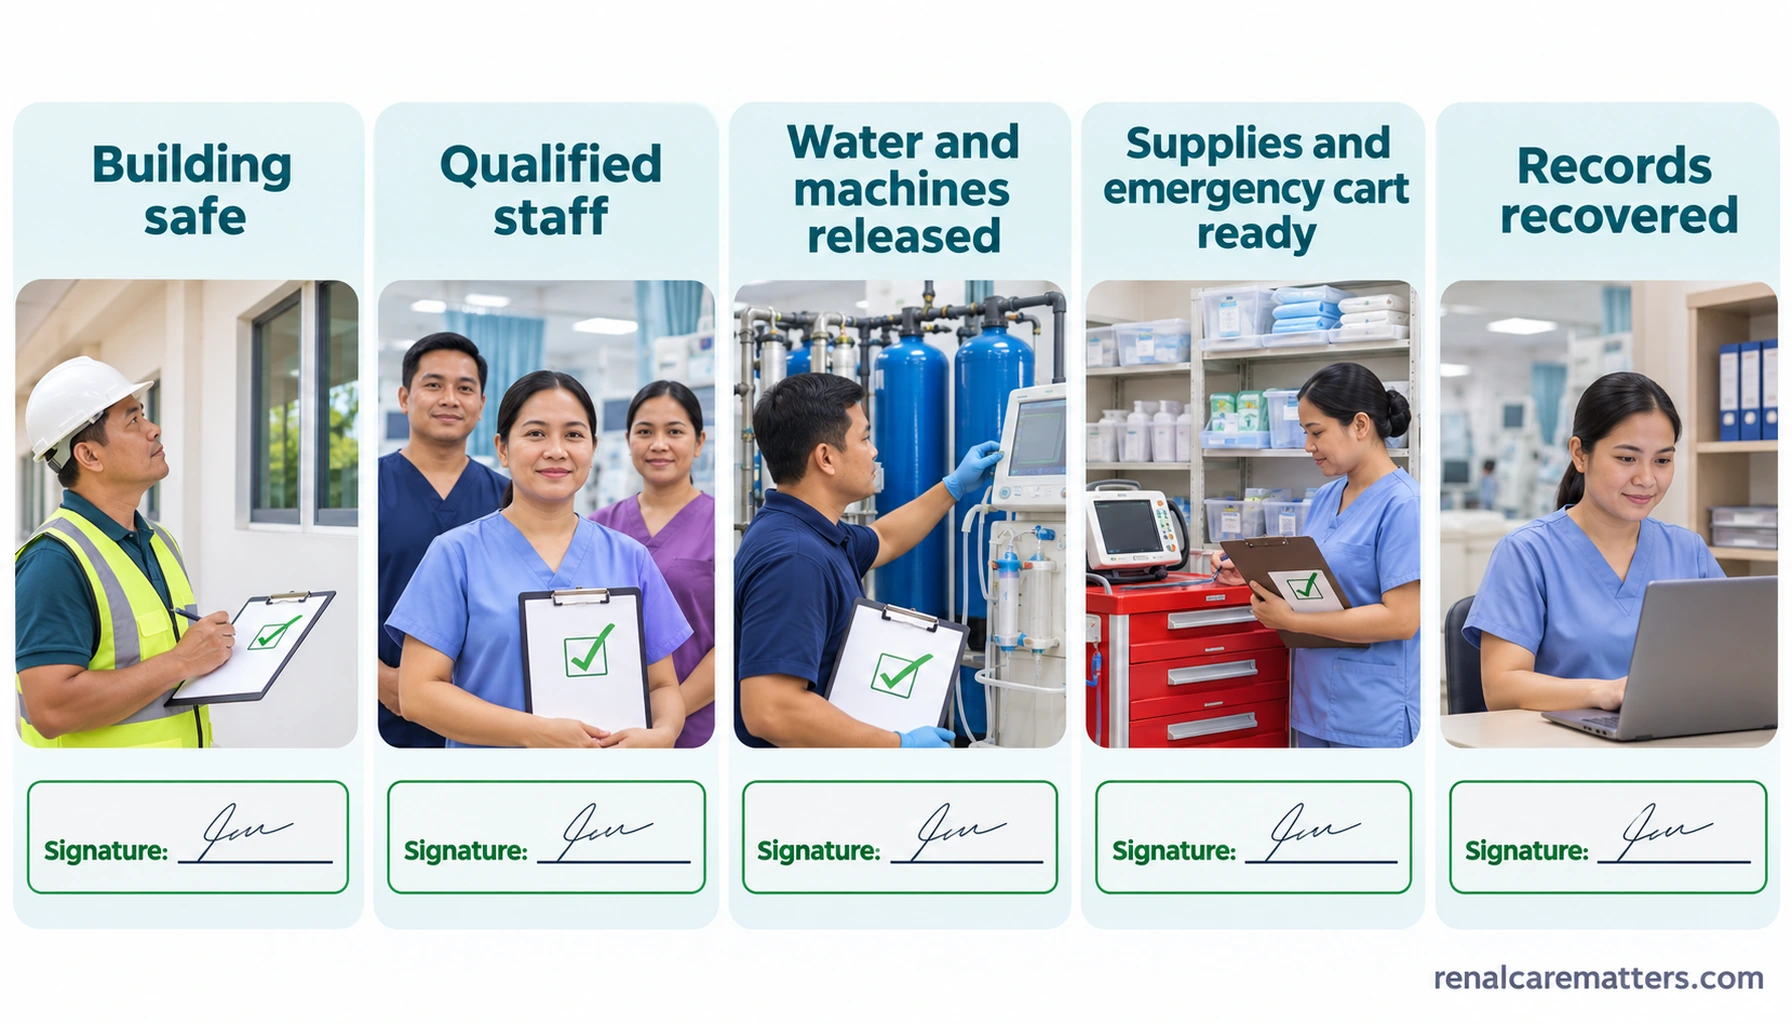 Building
safe
Qualified
staff
Water and
machines
released
Supplies and
emergency cart
ready
Records
recovered
Signature:
Signature:
Signature:
Signature:
Signature:
renalcarematters.com